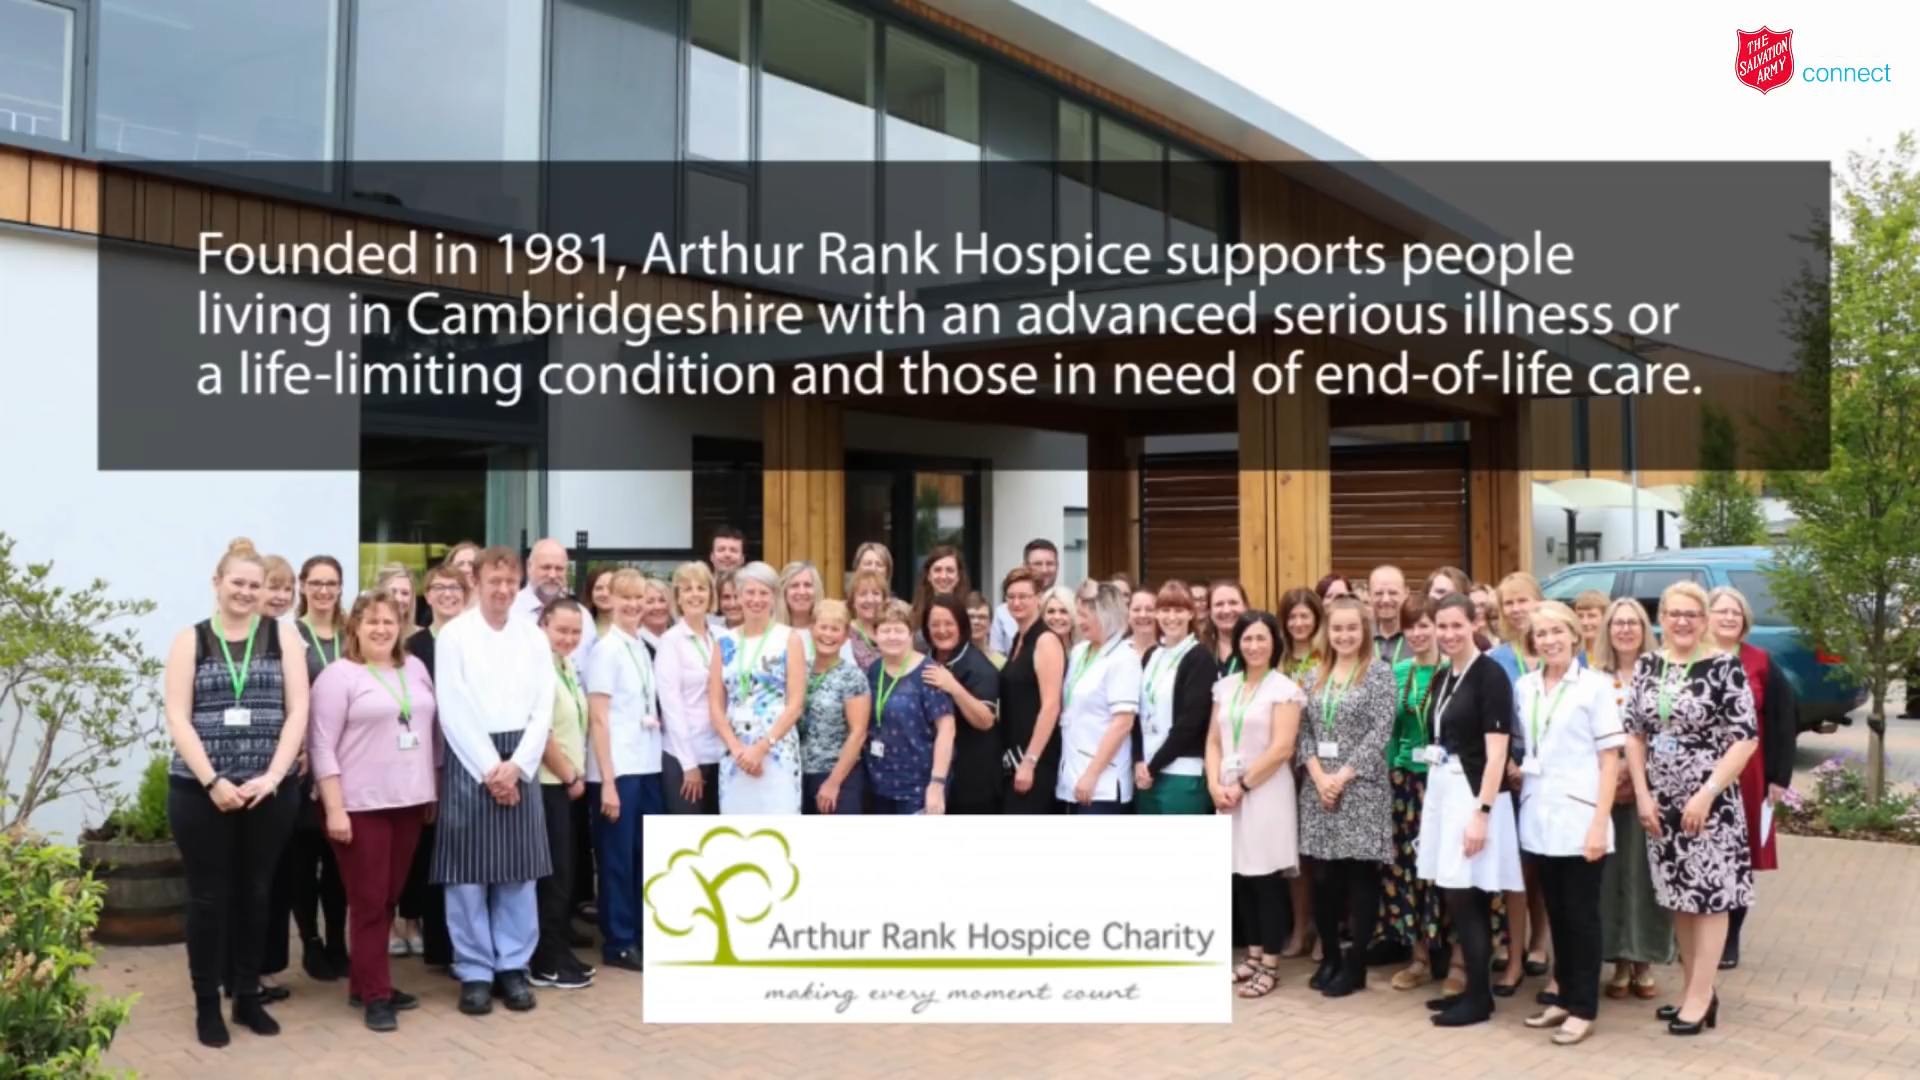 THE
SALVATION
ARMY
connect
Founded in 1981, Arthur Rank Hospice supports people
living in Cambridgeshire with an advanced serious illness or
a life-limiting condition and those in need of end-of-life care.
Arthur Rank Hospice Charity
making every moment count